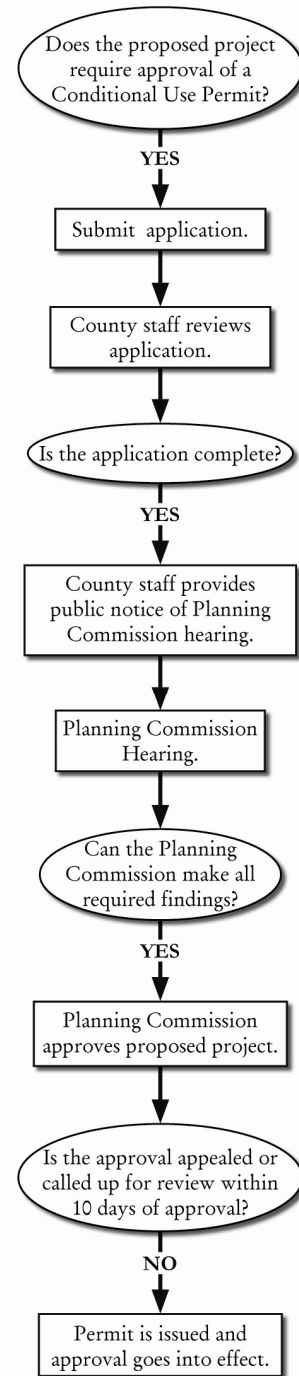 Does the proposed project
require approval of a
Conditional Use Permit?
YES
Submit application.
County staff reviews
application.
Is the application complete?
YES
County staff provides
public notice of Planning
Commission hearing.
Planning Commission
Hearing.
Can the Planning
Commission make all
required findings?
YES
Planning Commission
approves proposed project.
Is the approval appealed or
called up for review within
10 days of approval?
NO
Permit is issued and
approval goes into effect.